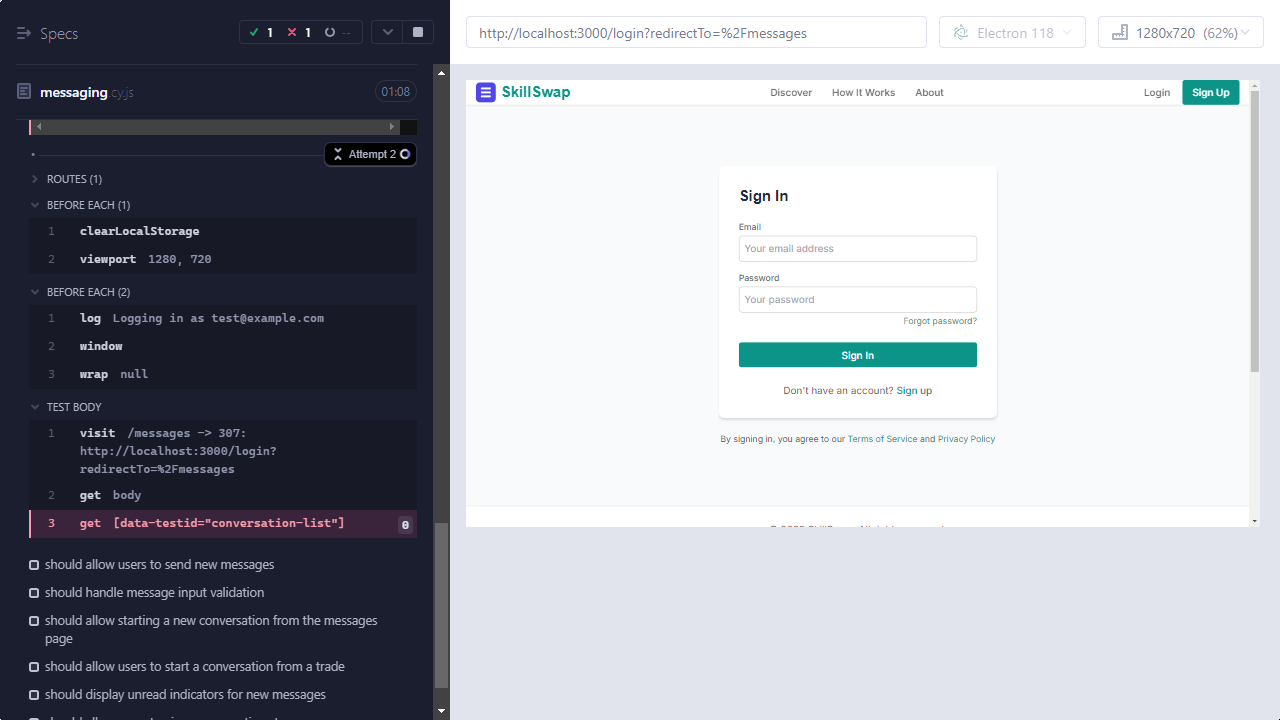 Specs
1
1
--
messaging.cy.js
01:08
Attempt 2
ROUTES (1)
BEFORE EACH (1)
1 clearLocalStorage
2 viewport 1280, 720
BEFORE EACH (2)
1 log Logging in as test@example.com
2 window
3 wrap null
TEST BODY
1 visit /messages -> 307:
http://localhost:3000/login?
redirectTo=%2Fmessages
2 get body
3 get [data-testid="conversation-list"] 0
should allow users to send new messages
should handle message input validation
should allow starting a new conversation from the messages
page
should allow users to start a conversation from a trade
should display unread indicators for new messages
http://localhost:3000/login?redirectTo=%2Fmessages
Electron 118
1280x720 (62%)
SkillSwap
Discover
How It Works
About
Login
Sign Up
Sign In
Email
Your email address
Password
Your password
Forgot password?
Sign In
Don't have an account? Sign up
By signing in, you agree to our Terms of Service and Privacy Policy